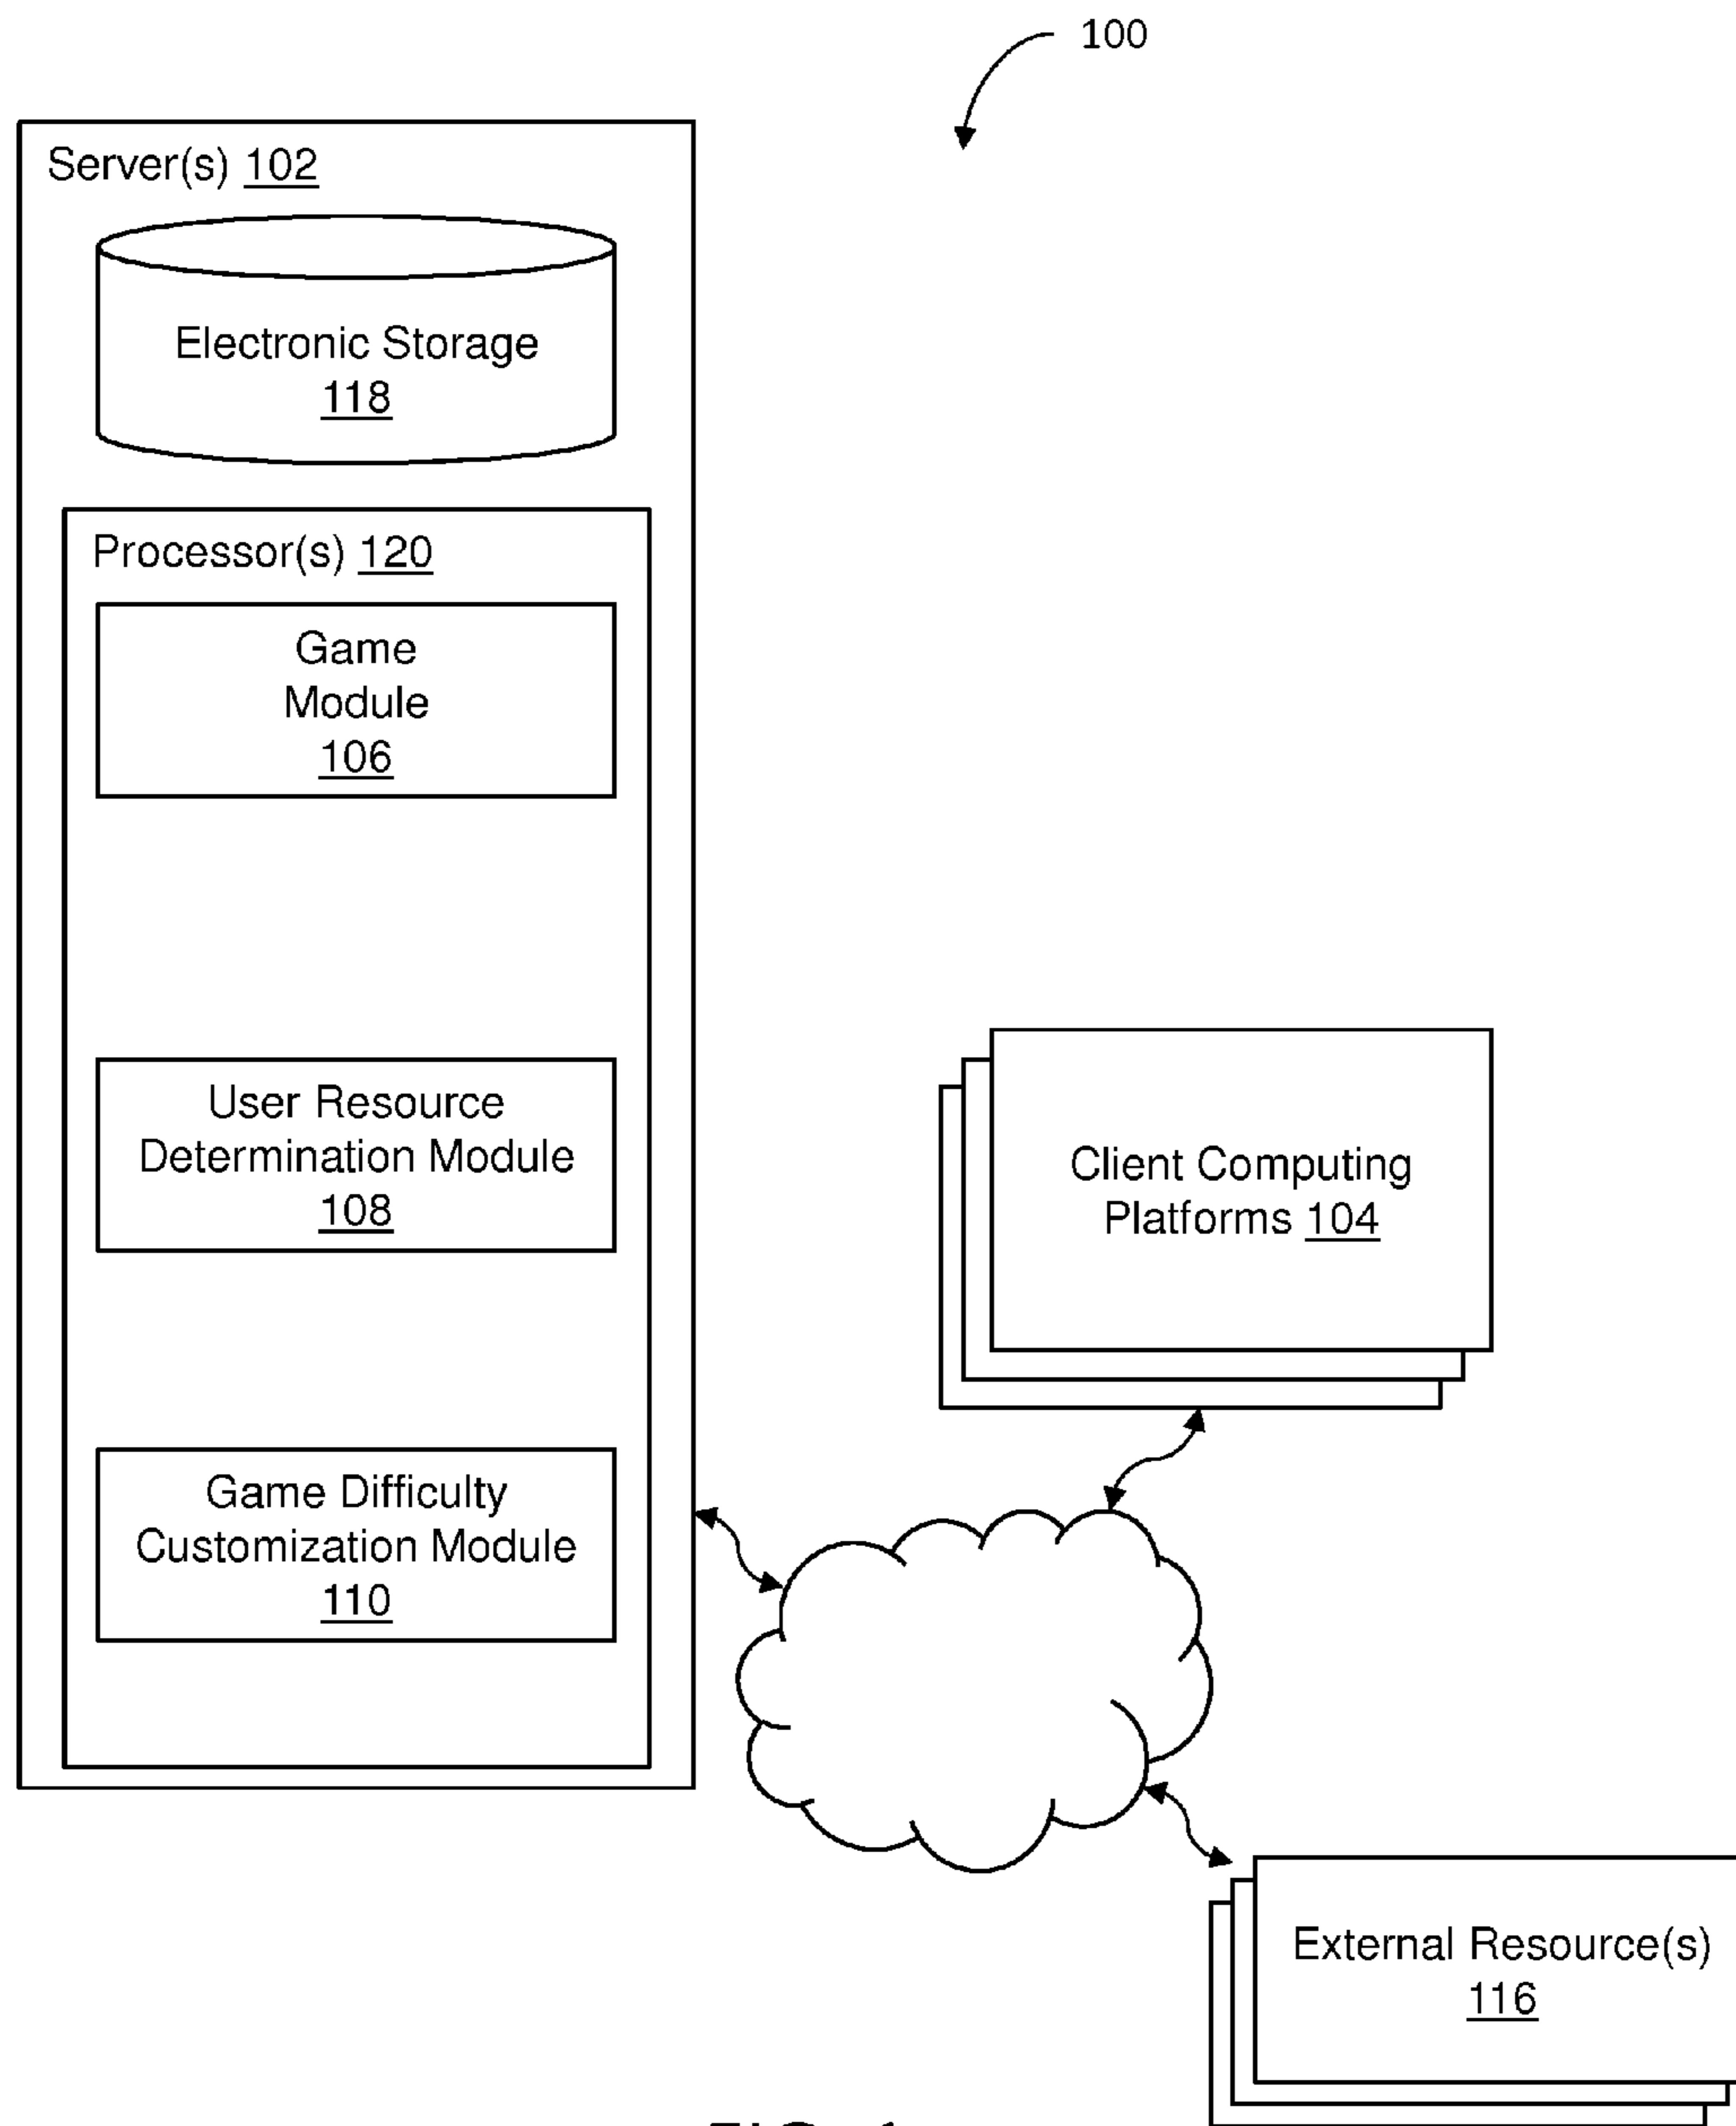 100
Server(s) 102
Electronic Storage
118
Processor(s) 120
Game
Module
106
User Resource
Determination Module
108
Game Difficulty
Customization Module
110
Client Computing
Platforms 104
External Resource(s)
116